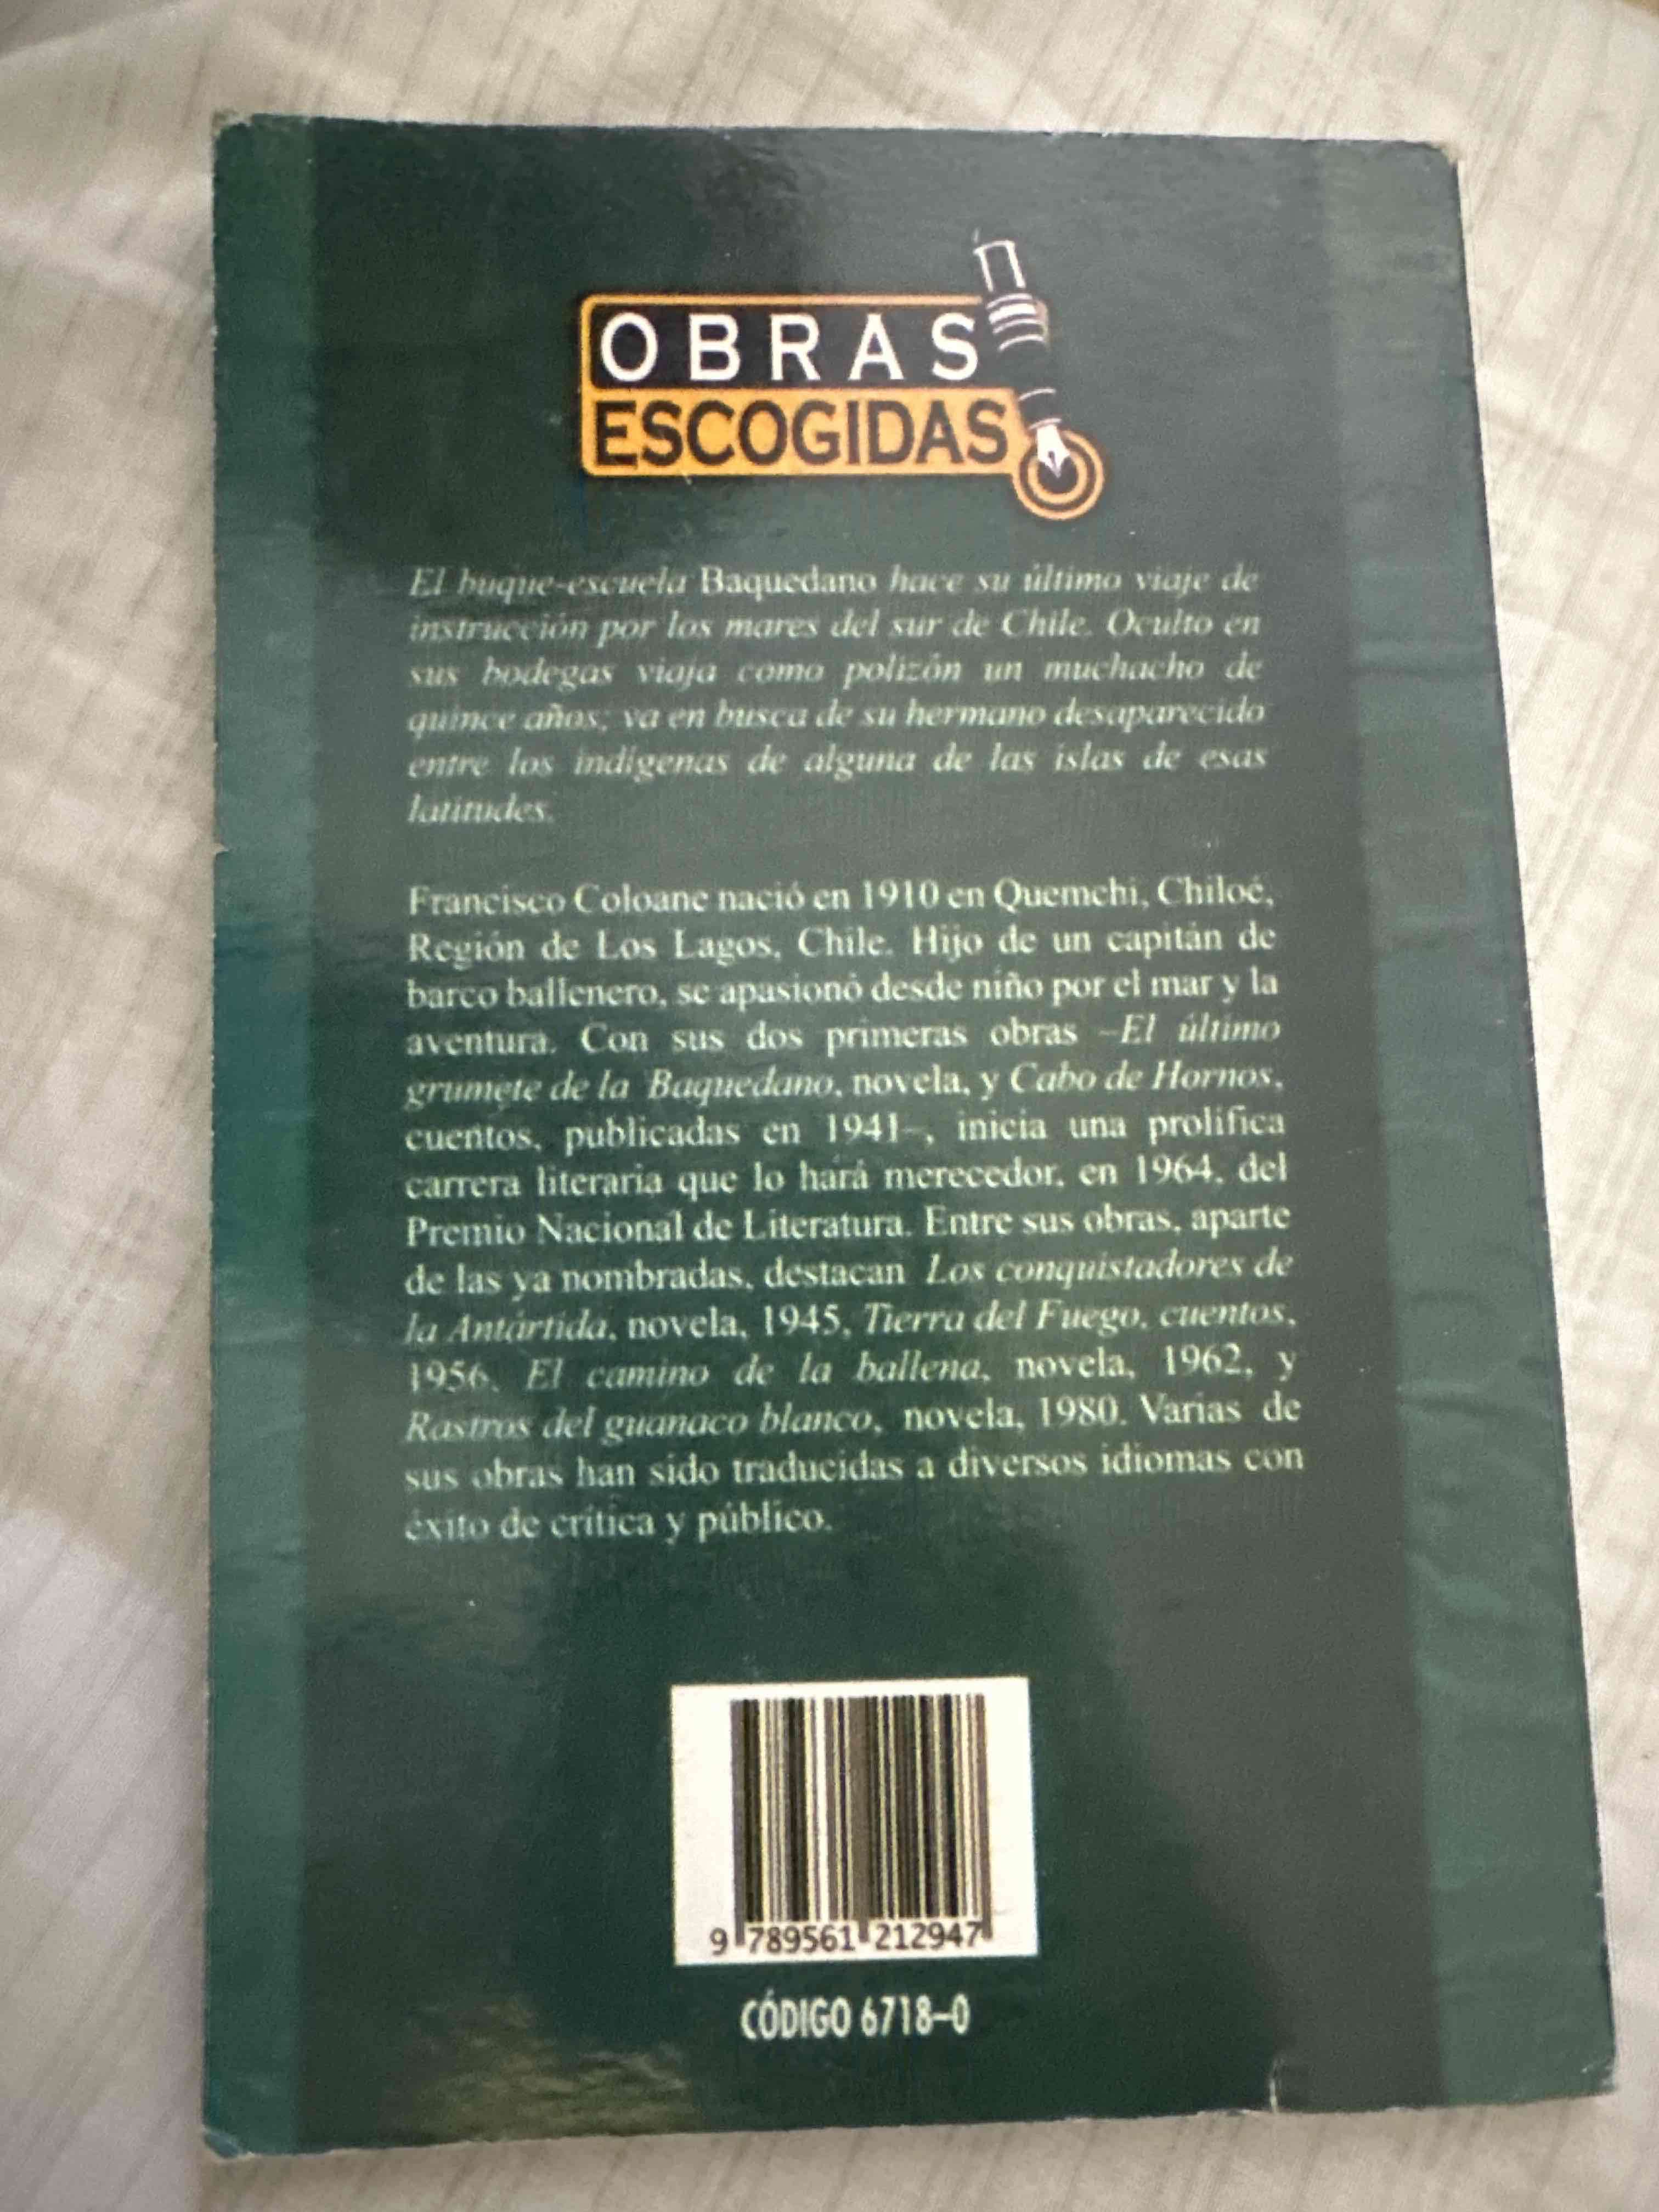 OBRAS
ESCOGIDAS
El buque-escuela Baquedano hace su último viaje de
instrucción por los mares del sur de Chile. Oculto en
sus bodegas viaja como polizón un muchacho de
quince años; va en busca de su hermano desaparecido
entre los indígenas de alguna de las islas de esas
latitudes.
Francisco Coloane nació en 1910 en Quemchi, Chiloé,
Región de Los Lagos, Chile. Hijo de un capitán de
barco ballenero, se apasionó desde niño por el mar y la
aventura. Con sus dos primeras obras –El último
grumete de la Baquedano, novela, y Cabo de Hornos,
cuentos, publicadas en 1941–, inicia una prolífica
carrera literaria que lo hará merecedor, en 1964, del
Premio Nacional de Literatura. Entre sus obras, aparte
de las ya nombradas, destacan Los conquistadores de
la Antártida, novela, 1945, Tierra del Fuego, cuentos,
1956, El camino de la ballena, novela, 1962, y
Rastros del guanaco blanco, novela, 1980. Varias de
sus obras han sido traducidas a diversos idiomas con
éxito de crítica y público.
9 789561 212947
CÓDIGO 6718-0